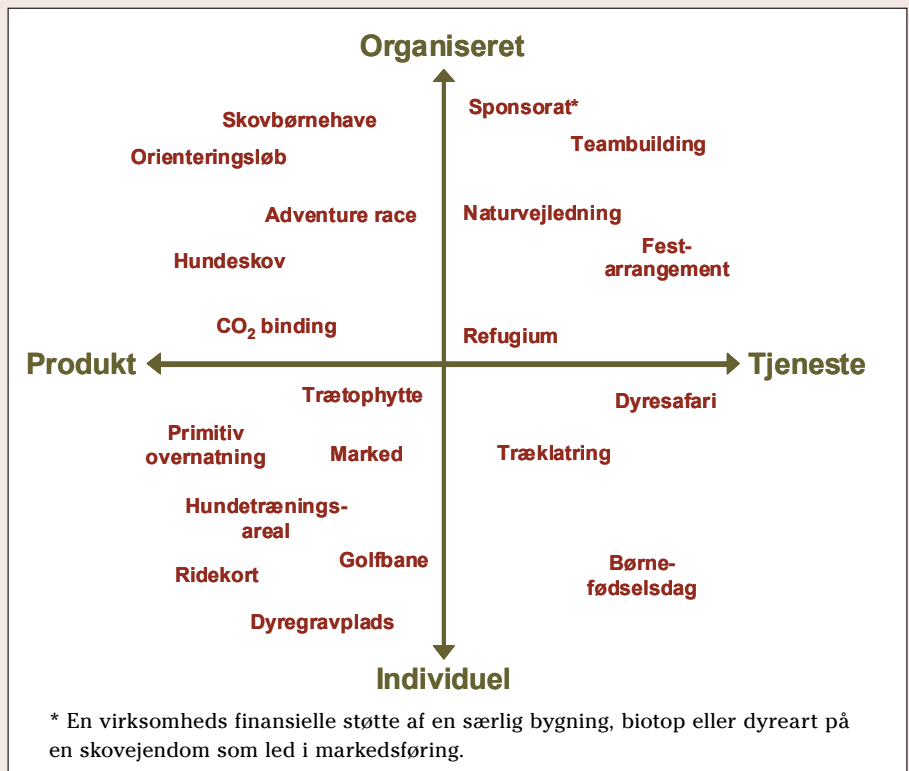 Organiseret
Sponsorat*
Skovbørnehave
Teambuilding
Orienteringsløb
Adventure race
Naturvejledning
Fest-
arrangement
Hundeskov
CO2 binding
Refugium
Produkt
Tjeneste
Trætophytte
Dyresafari
Primitiv
overnatning
Marked
Træklatring
Hundetrænings-
areal
Golfbane
Ridekort
Børne-
fødselsdag
Dyregravplads
Individuel
* En virksomheds finansielle støtte af en særlig bygning, biotop eller dyreart på
en skovejendom som led i markedsføring.